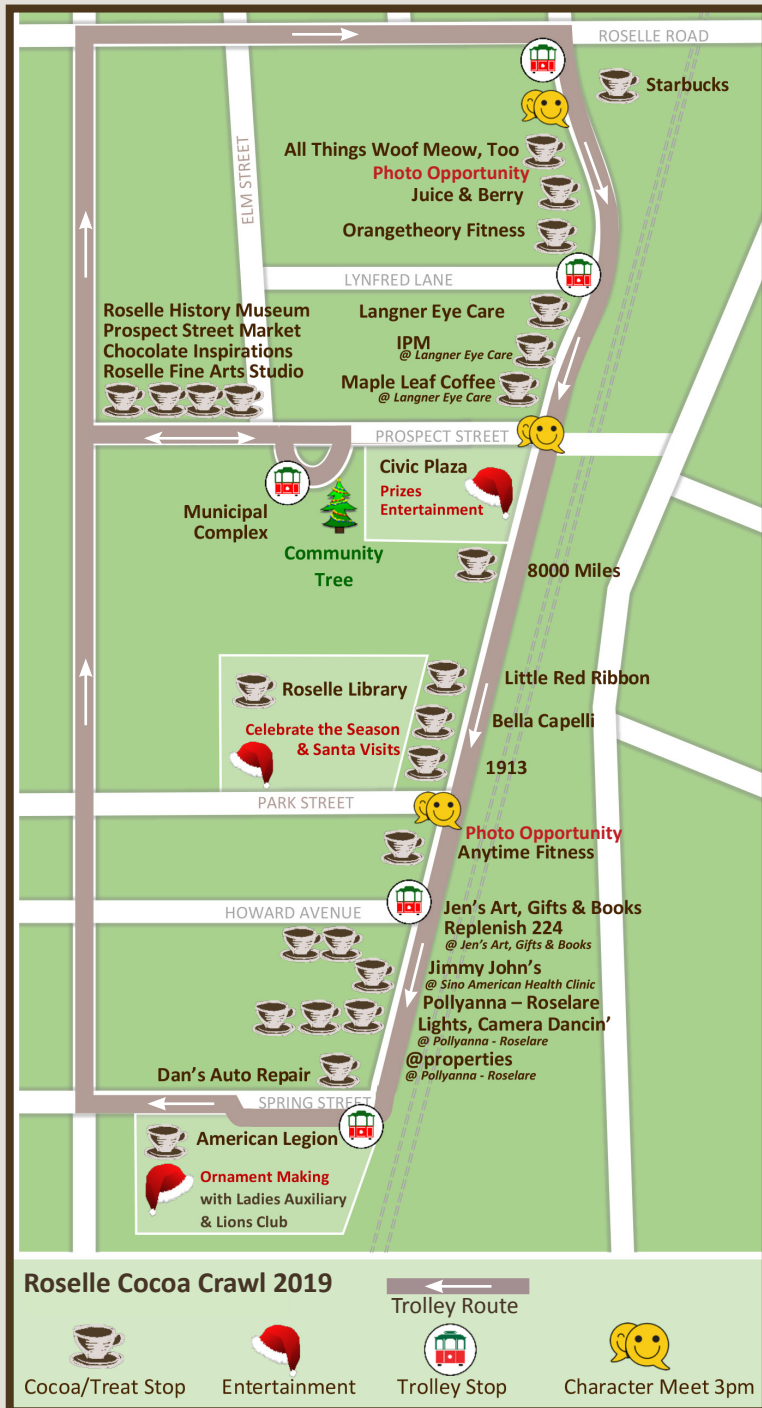 ROSELLE ROAD
Starbucks
ELM STREET
All Things Woof Meow, Too
Photo Opportunity
Juice & Berry
Orangetheory Fitness
LYNFRED LANE
Roselle History Museum
Prospect Street Market
Chocolate Inspirations
Roselle Fine Arts Studio
Langner Eye Care
IPM
@ Langner Eye Care
Maple Leaf Coffee
@ Langner Eye Care
PROSPECT STREET
Civic Plaza
Prizes
Entertainment
Municipal
Complex
Community
Tree
8000 Miles
Roselle Library
Celebrate the Season
& Santa Visits
Little Red Ribbon
Bella Capelli
1913
PARK STREET
Photo Opportunity
Anytime Fitness
HOWARD AVENUE
Jen's Art, Gifts & Books
Replenish 224
@ Jen's Art, Gifts & Books
Jimmy John's
@ Sino American Health Clinic
Pollyanna – Roselare
Lights, Camera Dancin'
@ Pollyanna - Roselare
@properties
@ Pollyanna - Roselare
Dan's Auto Repair
SPRING STREET
American Legion
Ornament Making
with Ladies Auxiliary
& Lions Club
Roselle Cocoa Crawl 2019
Trolley Route
Cocoa/Treat Stop
Entertainment
Trolley Stop
Character Meet 3pm